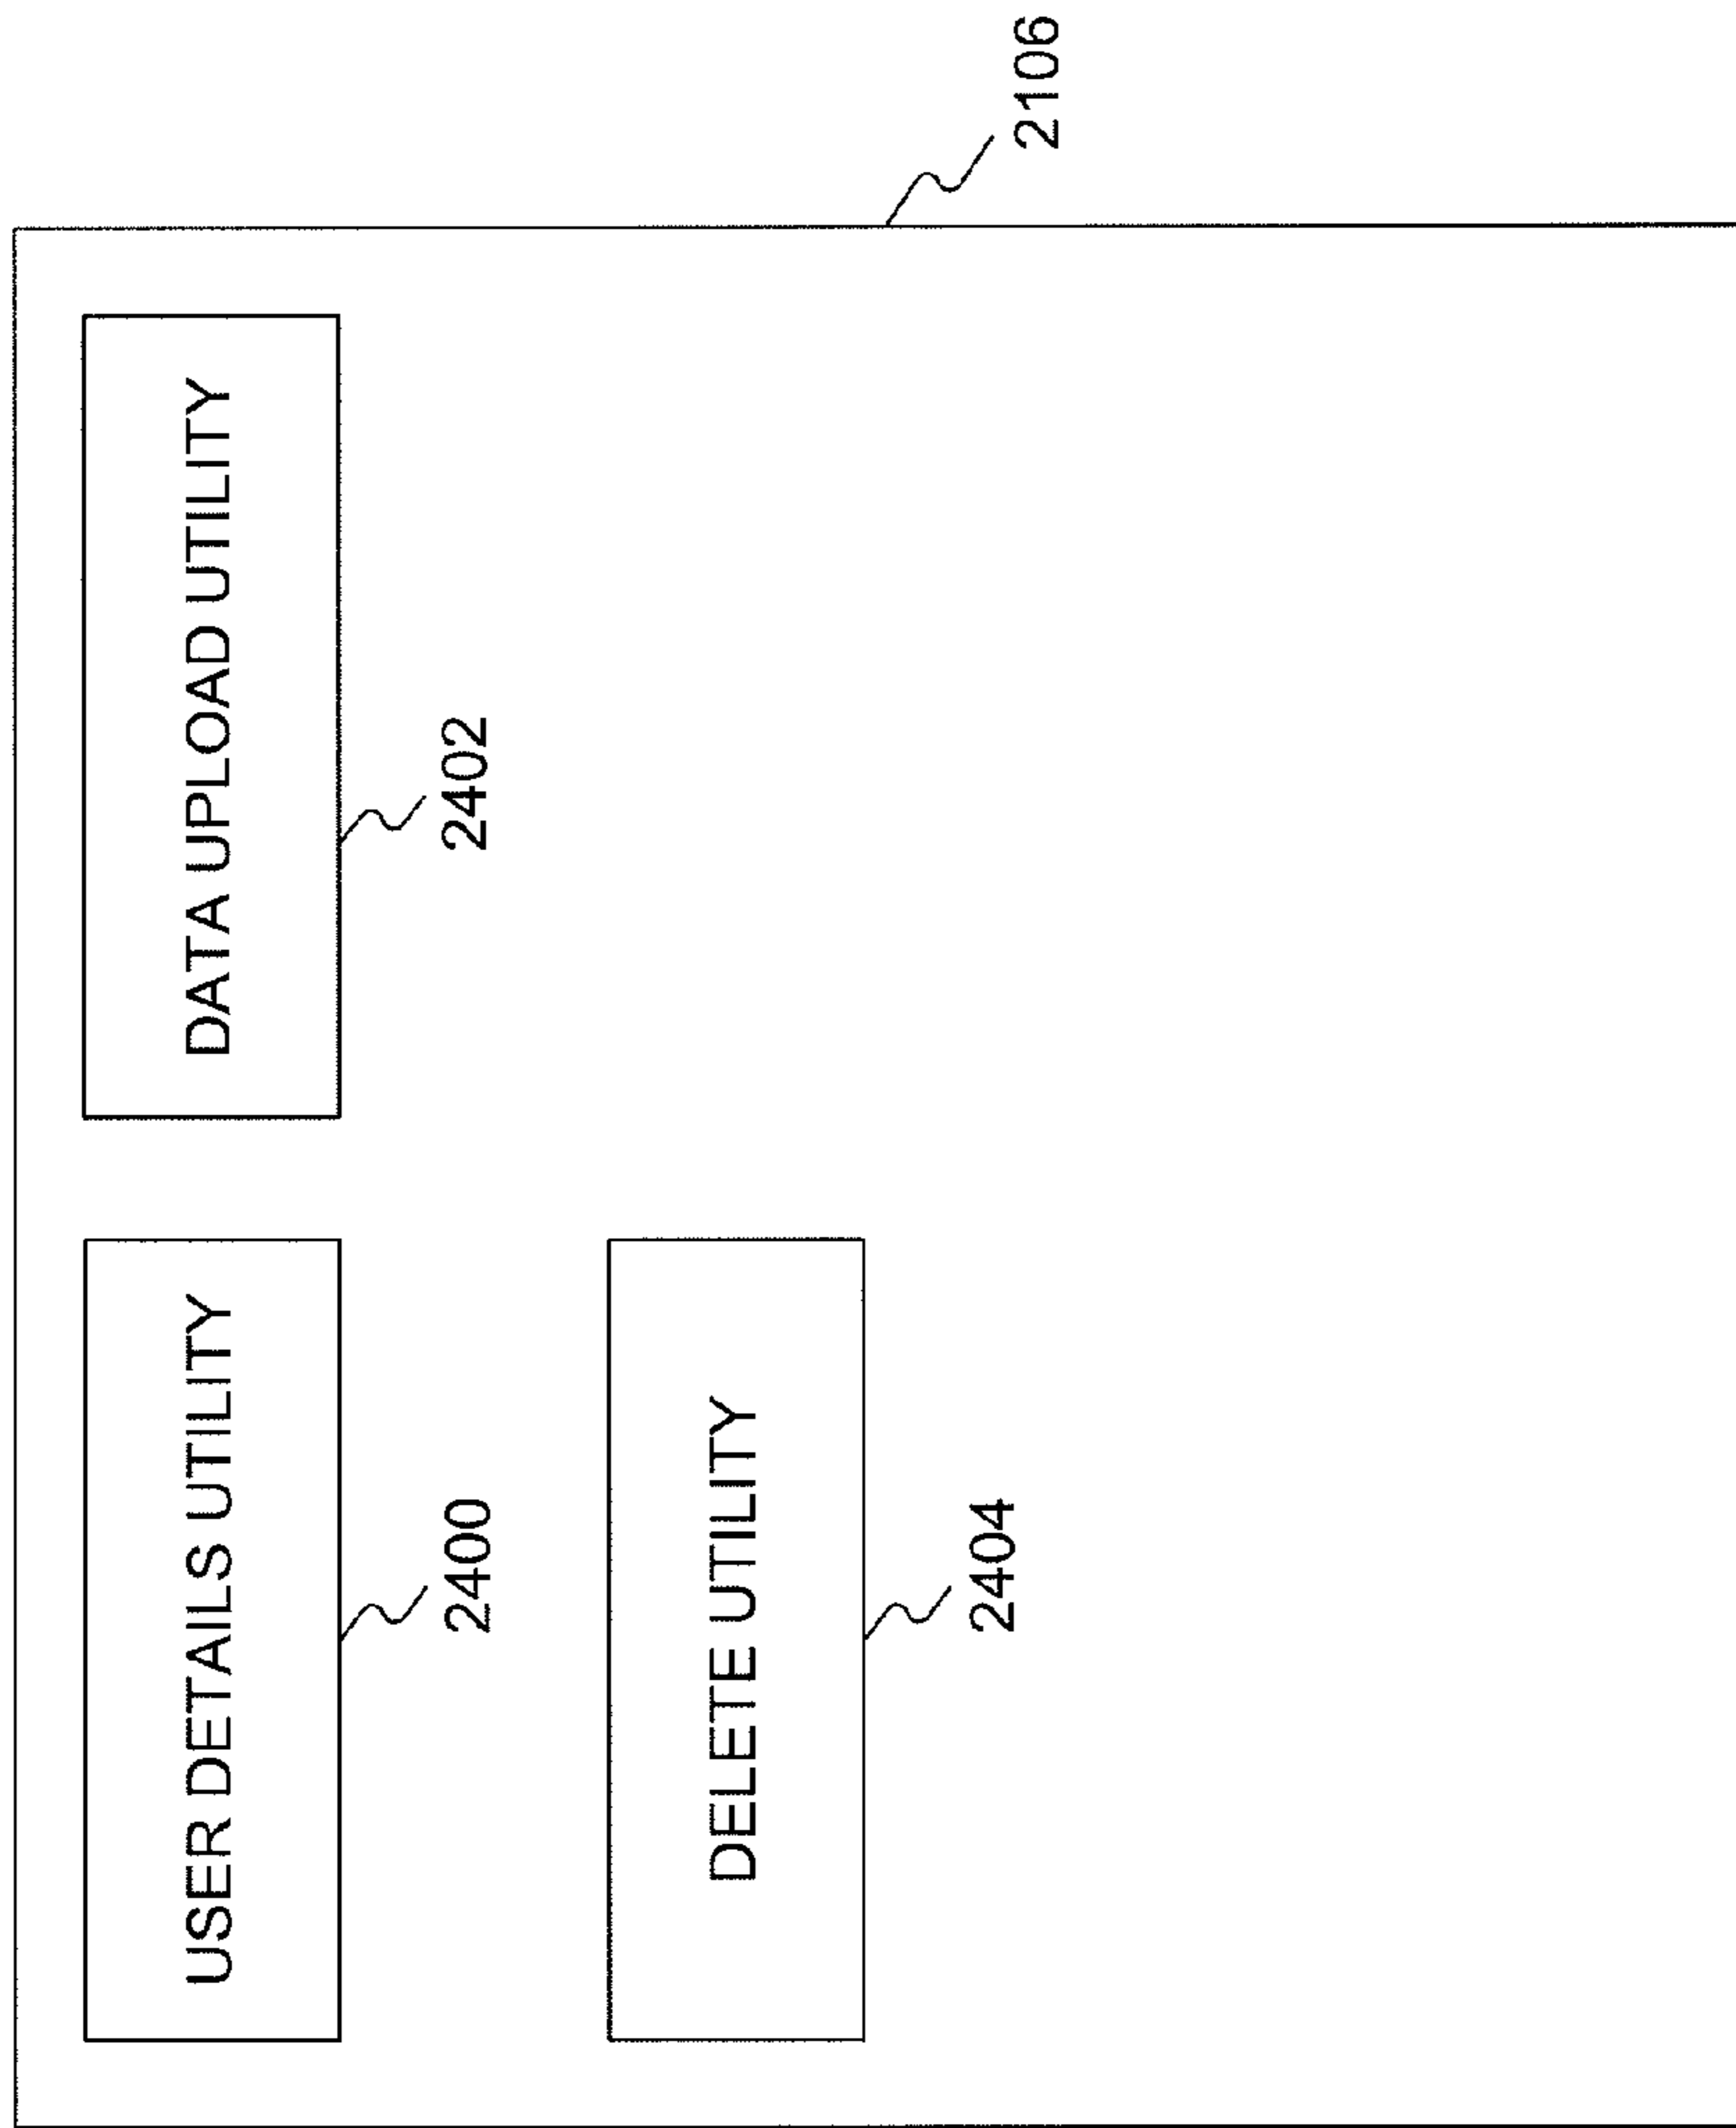 USER DETAILS UTILITY
2400
DATA UPLOAD UTILITY
2402
DELETE UTILITY
2404
2106